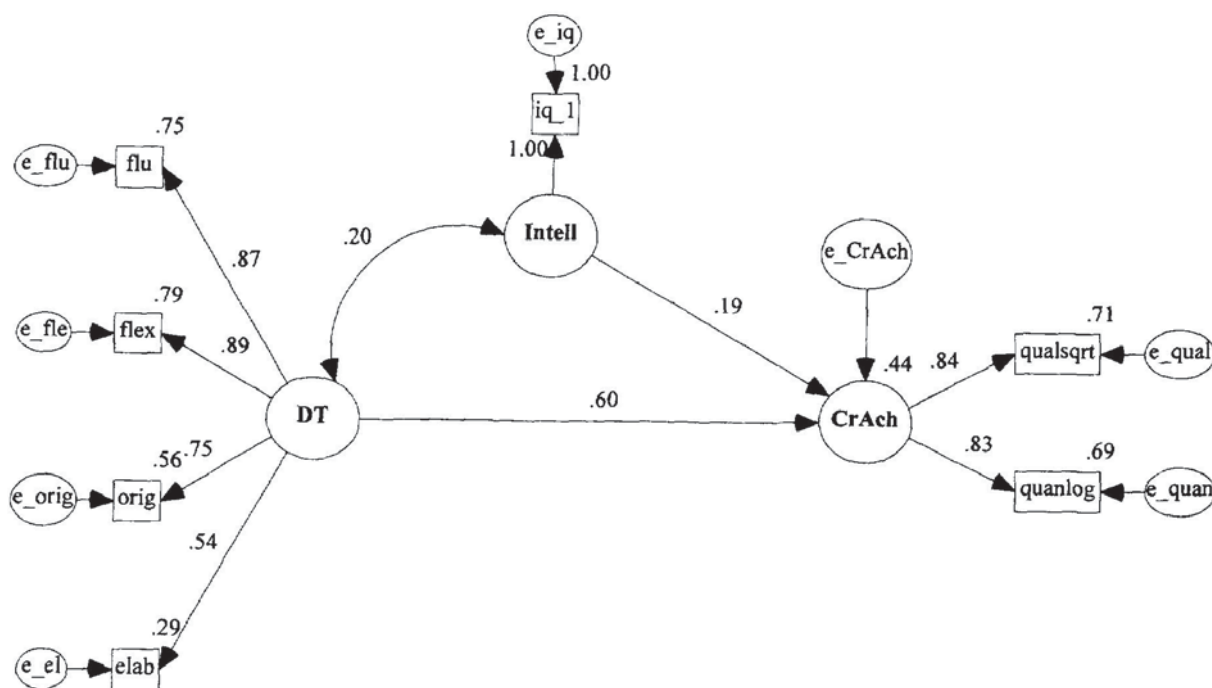 e_iq
1.00
iq_1
1.00
.75
e_flu
flu
Intell
.20
e_CrAch
.87
.79
.19
e_fle
flex
.71
.89
qualsqrt
e_qual
.44
.84
DT
.60
CrAch
.83
.69
.56
.75
e_orig
orig
quanlog
e_quan
.54
.29
e_el
elab